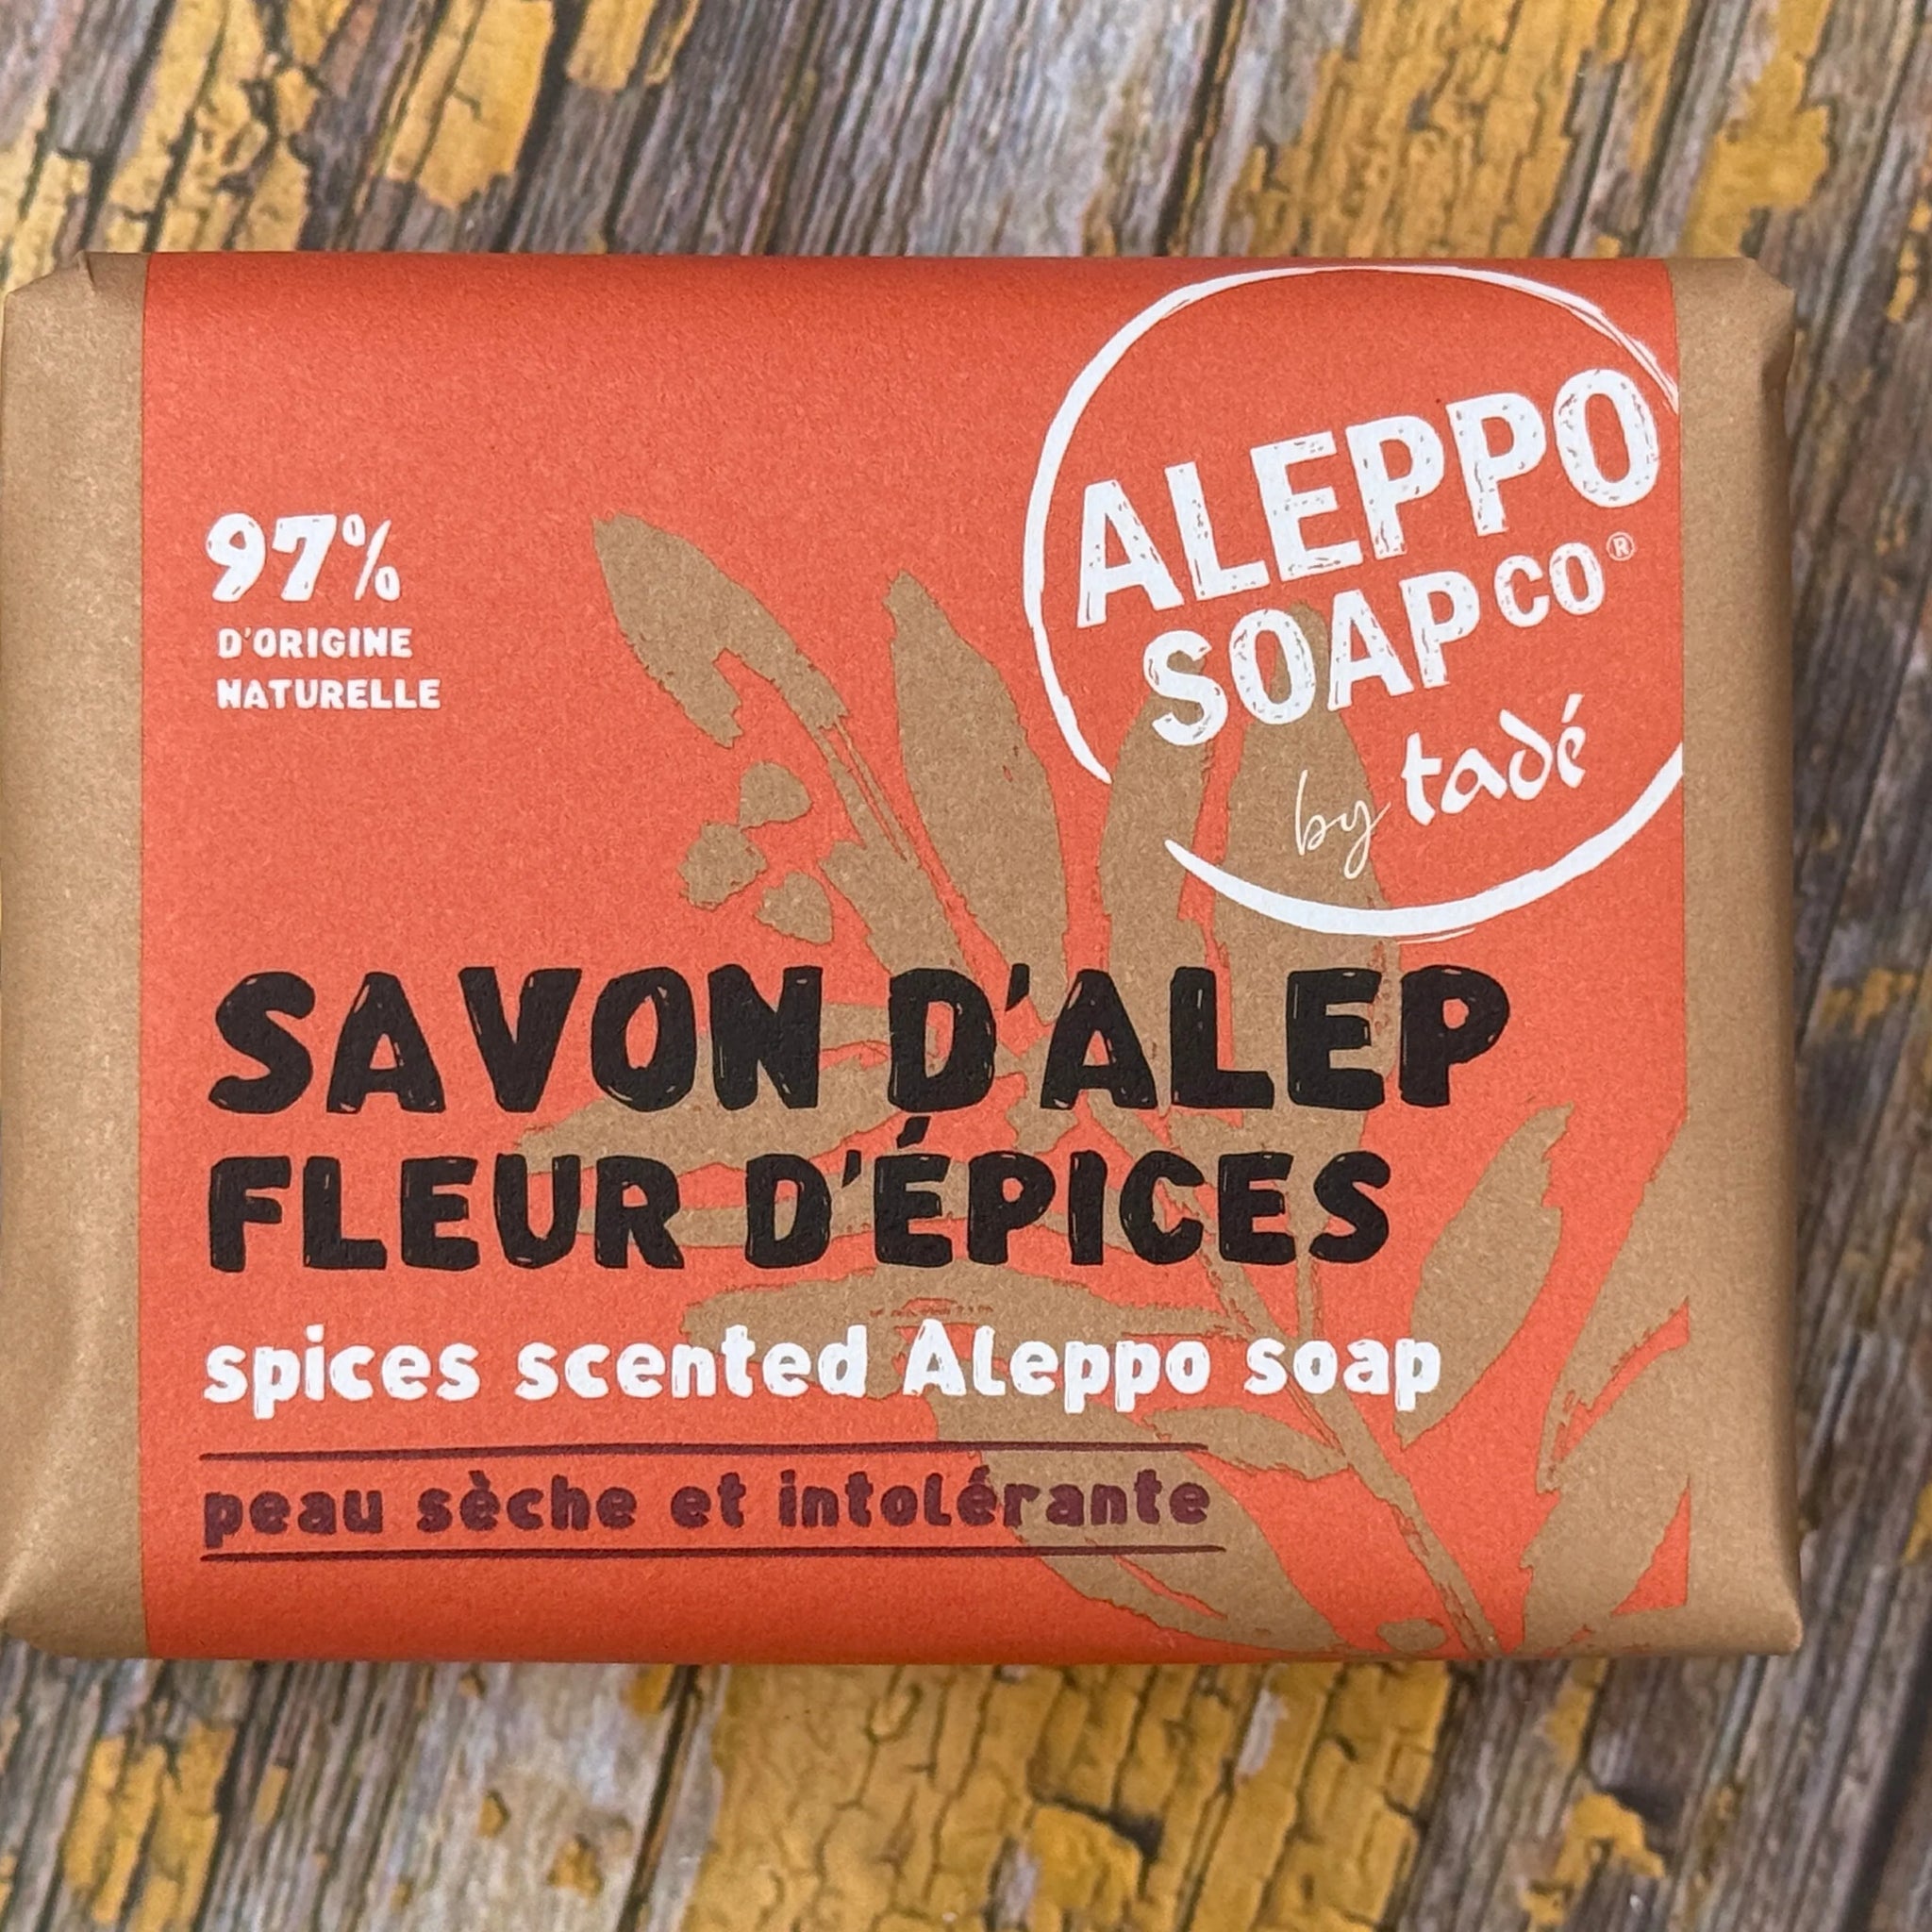 ALEPPO
SOAP CO®
by tadé
97%
D'ORIGINE
NATURELLE
SAVON D'ALEP
FLEUR D'ÉPICES
spices scented Aleppo soap
peau sèche et intolérante